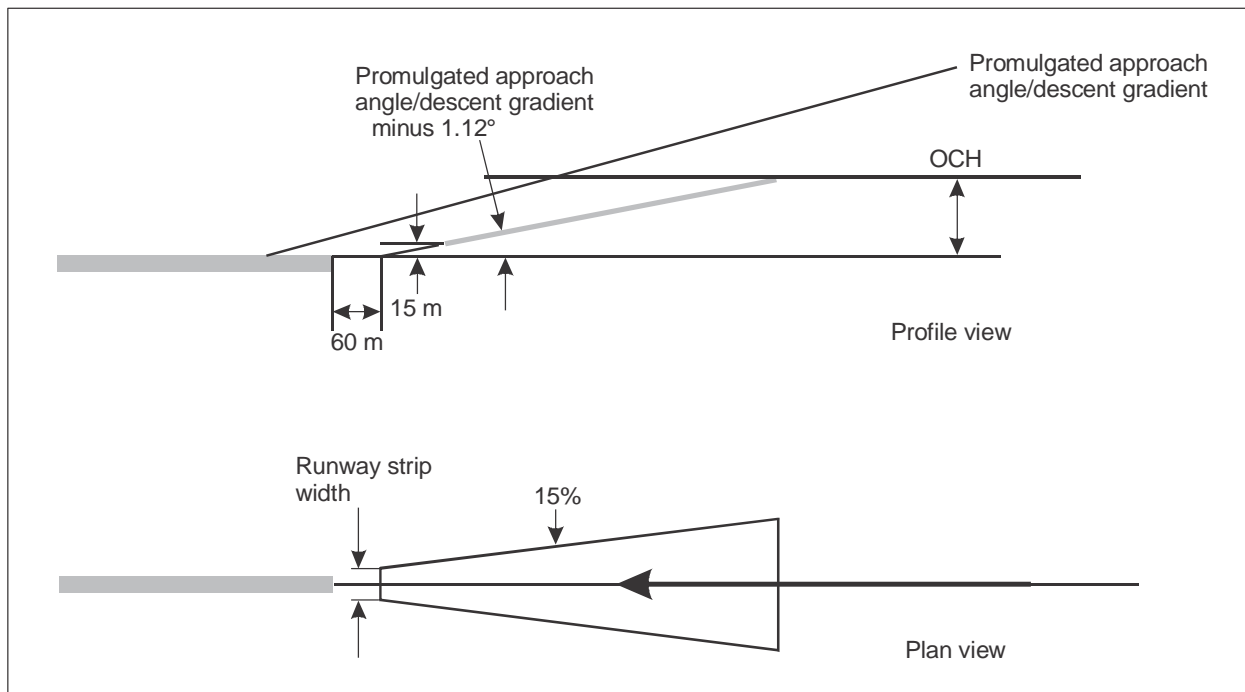 Promulgated approach
angle/descent gradient
minus 1.12°
Promulgated approach
angle/descent gradient
OCH
15 m
60 m
Profile view
Runway strip
width
15%
Plan view